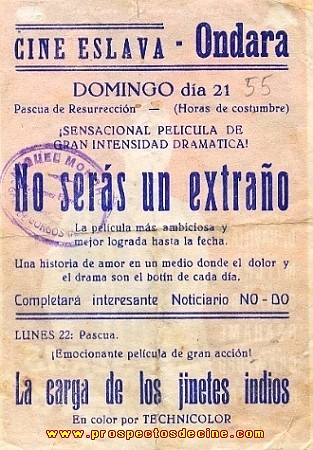 CINE ESLAVA - Ondara
DOMINGO día 21 55
Pascua de Resurrección — (Horas de costumbre)
¡SENSACIONAL PELICULA DE
GRAN INTENSIDAD DRAMATICA!
No serás un extraño
La película más ambiciosa y
mejor lograda hasta la fecha.
Una historia de amor en un medio donde el dolor y
el drama son el botín de cada día.
Completará interesante Noticiario NO-DO
LUNES 22: Pascua.
¡Emocionante película de gran acción!
La carga de los jinetes indios
En color por TECHNICOLOR
www.prospectosdecine.com